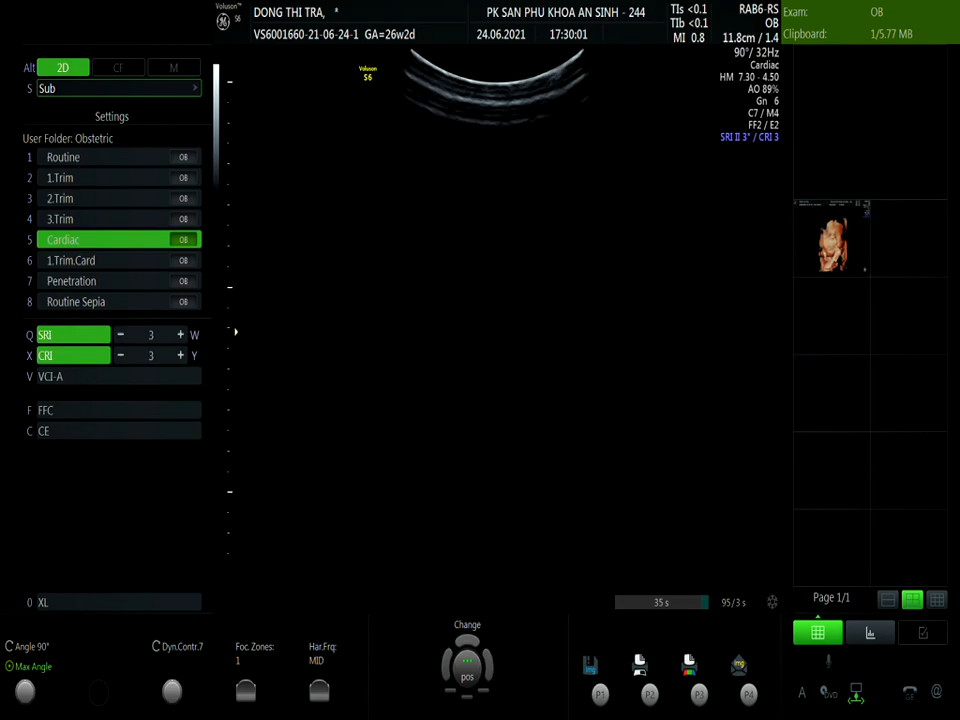 Voluson
S6
DONG THI TRA, *
PK SAN PHU KHOA AN SINH - 244
VS6001660-21-06-24-1 GA=26w2d
24.06.2021
17:30:01
TIs <0.1
TIb <0.1
MI 0.8
RAB6-RS
OB
11.8cm / 1.4
90°/ 32Hz
Cardiac
HM 7.30 - 4.50
AO 89%
Gn 6
C7 / M4
FF2 / E2
SRI II 3" / CRI 3
Voluson
S6
Exam: OB
Clipboard: 1/5.77 MB
Alt 2D CF M
S Sub >
Settings
User Folder: Obstetric
1 Routine OB
2 1.Trim OB
3 2.Trim OB
4 3.Trim OB
5 Cardiac OB
6 1.Trim.Card OB
7 Penetration OB
8 Routine Sepia OB
Q SRI − 3 + W
X CRI − 3 + Y
V VCI-A
F FFC
C CE
0 XL
35 s
95/3 s
Page 1/1
C Angle 90°
Max Angle
C Dyn.Contr.7
Foc. Zones:
1
Har.Frq:
MID
Change
pos
img
P1 P2 P3 P4
A DVD @